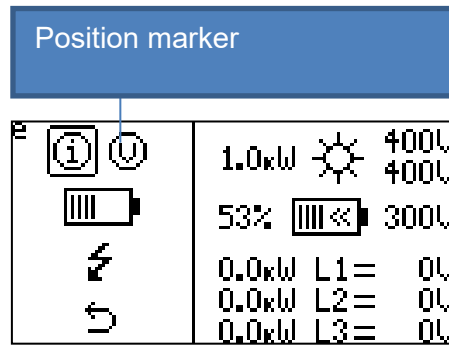 Position marker
e
i U
1.0kW 400V
400V
53% 300V
0.0kW L1= 0V
0.0kW L2= 0V
0.0kW L3= 0V